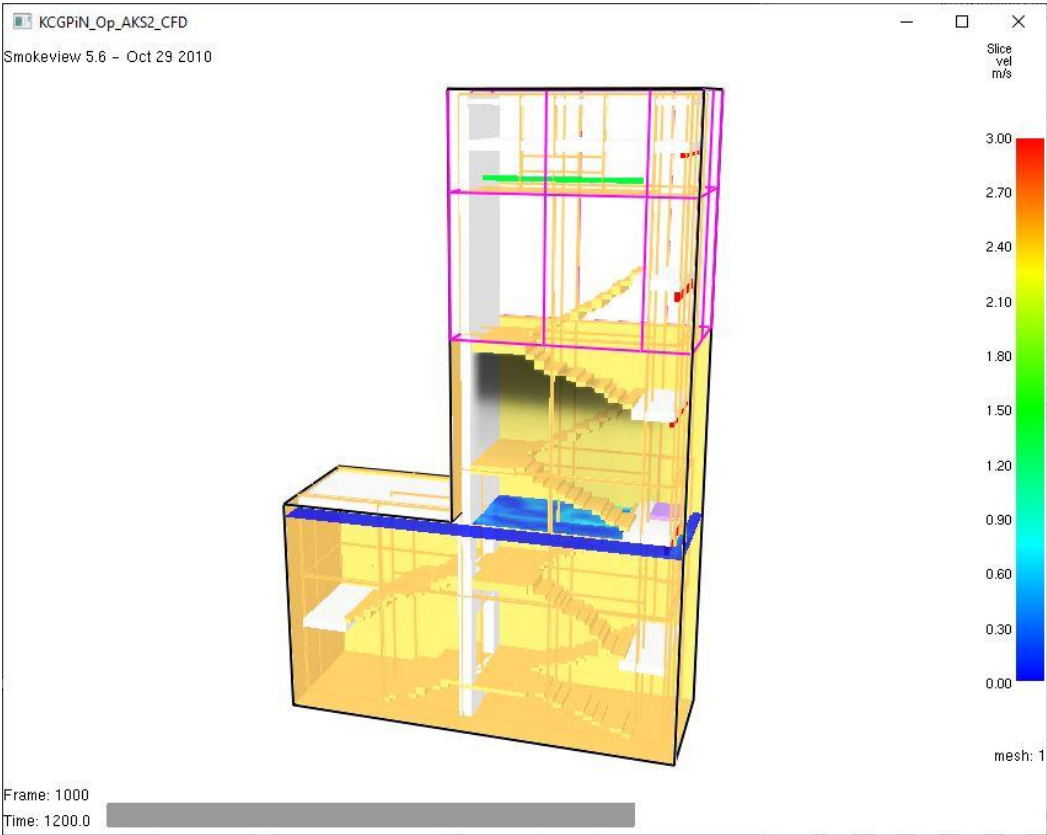 KCGPiN_Op_AKS2_CFD
Smokeview 5.6 - Oct 29 2010
Slice
vel
m/s
3.00
2.70
2.40
2.10
1.80
1.50
1.20
0.90
0.60
0.30
0.00
mesh: 1
Frame: 1000
Time: 1200.0